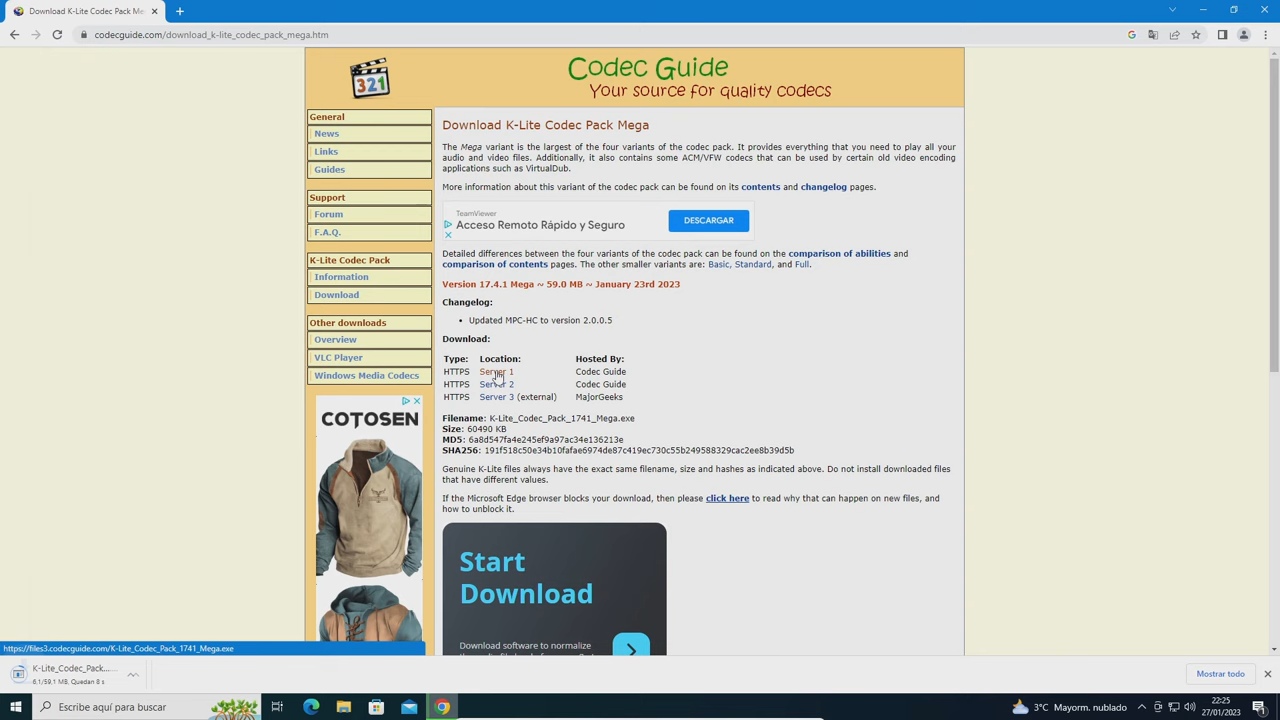 Download K-Lite Codec Pack Me
codecguide.com/download_k-lite_codec_pack_mega.htm
321
Codec Guide
Your source for quality codecs
General
News
Links
Guides
Support
Forum
F.A.Q.
K-Lite Codec Pack
Information
Download
Other downloads
Overview
VLC Player
Windows Media Codecs
COTOSEN
Download K-Lite Codec Pack Mega
The Mega variant is the largest of the four variants of the codec pack. It provides everything that you need to play all your
audio and video files. Additionally, it also contains some ACM/VFW codecs that can be used by certain old video encoding
applications such as VirtualDub.
More information about this variant of the codec pack can be found on its contents and changelog pages.
TeamViewer
Acceso Remoto Rápido y Seguro
DESCARGAR
Detailed differences between the four variants of the codec pack can be found on the comparison of abilities and
comparison of contents pages. The other smaller variants are: Basic, Standard, and Full.
Version 17.4.1 Mega ~ 59.0 MB ~ January 23rd 2023
Changelog:
• Updated MPC-HC to version 2.0.0.5
Download:
Type: Location: Hosted By:
HTTPS Server 1 Codec Guide
HTTPS Server 2 Codec Guide
HTTPS Server 3 (external) MajorGeeks
Filename: K-Lite_Codec_Pack_1741_Mega.exe
Size: 60490 KB
MD5: 6a8d547fa4e245ef9a97ac34e136213e
SHA256: 191f518c50e34b10fafae6974de87c419ec730c55b249588329cac2ee8b39d5b
Genuine K-Lite files always have the exact same filename, size and hashes as indicated above. Do not install downloaded files
that have different values.
If the Microsoft Edge browser blocks your download, then please click here to read why that can happen on new files, and
how to unblock it.
Start
Download
Download software to normalize
https://files3.codecguide.com/K-Lite_Codec_Pack_1741_Mega.exe
K-Lite_Codec_Pack....
6,1/59,1 MB, Quedan 8 s
Mostrar todo
Escribe aquí para buscar
3°C Mayorm. nublado
22:25
27/01/2023
1